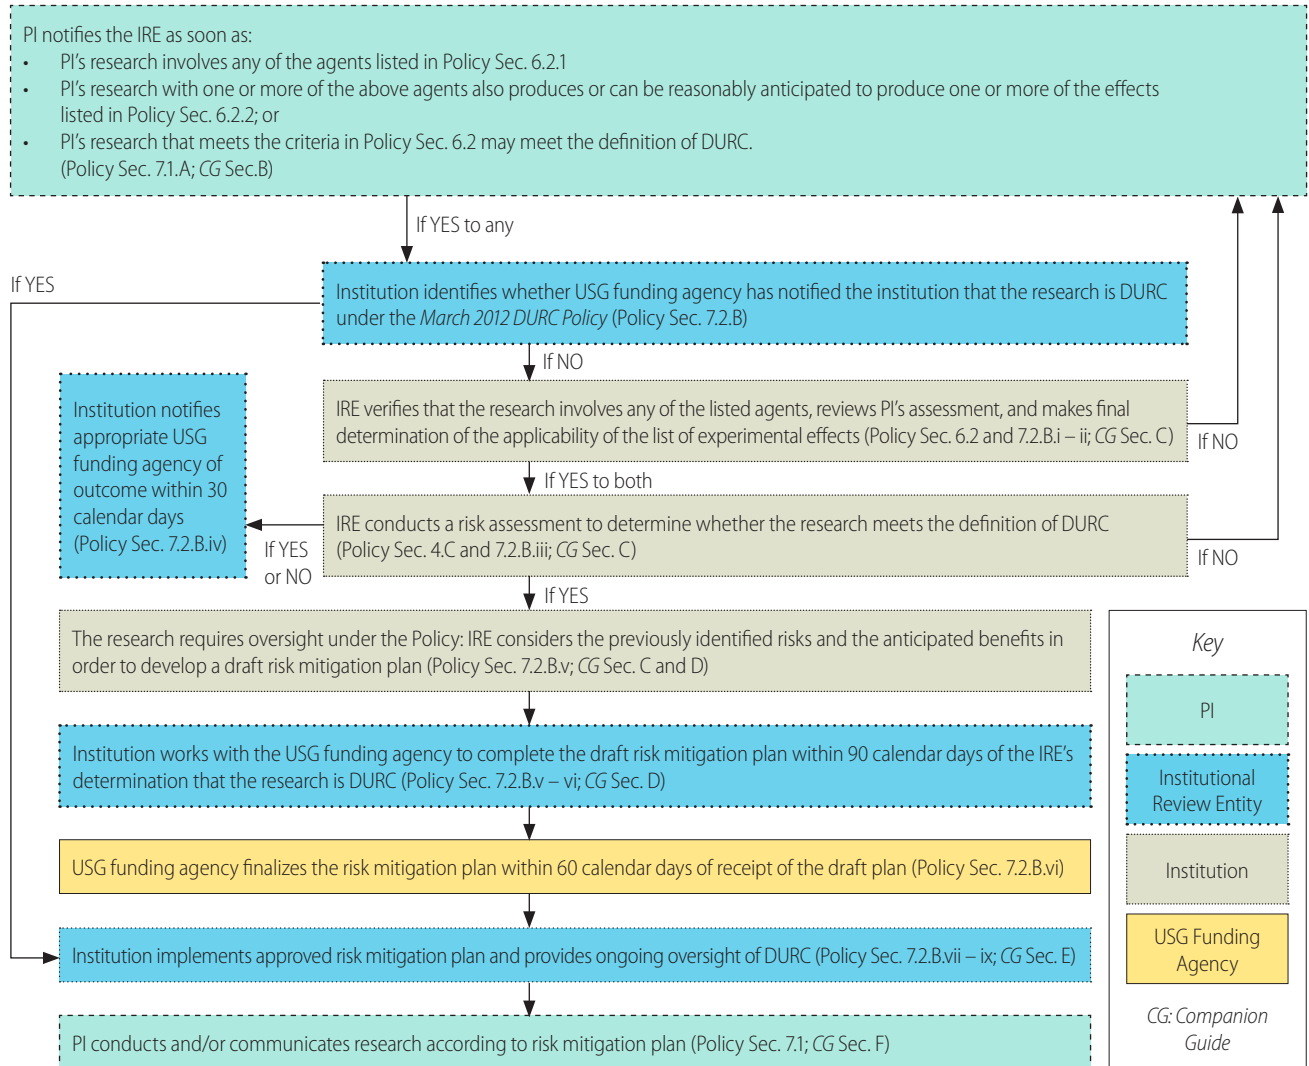 PI notifies the IRE as soon as:
• PI's research involves any of the agents listed in Policy Sec. 6.2.1
• PI's research with one or more of the above agents also produces or can be reasonably anticipated to produce one or more of the effects
listed in Policy Sec. 6.2.2; or
• PI's research that meets the criteria in Policy Sec. 6.2 may meet the definition of DURC.
(Policy Sec. 7.1.A; CG Sec.B)
If YES to any
If YES
Institution identifies whether USG funding agency has notified the institution that the research is DURC
under the March 2012 DURC Policy (Policy Sec. 7.2.B)
If NO
IRE verifies that the research involves any of the listed agents, reviews PI's assessment, and makes final
determination of the applicability of the list of experimental effects (Policy Sec. 6.2 and 7.2.B.i – ii; CG Sec. C)
If NO
If YES to both
Institution notifies
appropriate USG
funding agency of
outcome within 30
calendar days
(Policy Sec. 7.2.B.iv)
If YES
or NO
IRE conducts a risk assessment to determine whether the research meets the definition of DURC
(Policy Sec. 4.C and 7.2.B.iii; CG Sec. C)
If NO
If YES
The research requires oversight under the Policy: IRE considers the previously identified risks and the anticipated benefits in
order to develop a draft risk mitigation plan (Policy Sec. 7.2.B.v; CG Sec. C and D)
Institution works with the USG funding agency to complete the draft risk mitigation plan within 90 calendar days of the IRE's
determination that the research is DURC (Policy Sec. 7.2.B.v – vi; CG Sec. D)
USG funding agency finalizes the risk mitigation plan within 60 calendar days of receipt of the draft plan (Policy Sec. 7.2.B.vi)
Institution implements approved risk mitigation plan and provides ongoing oversight of DURC (Policy Sec. 7.2.B.vii – ix; CG Sec. E)
PI conducts and/or communicates research according to risk mitigation plan (Policy Sec. 7.1; CG Sec. F)
Key
PI
Institutional
Review Entity
Institution
USG Funding
Agency
CG: Companion
Guide